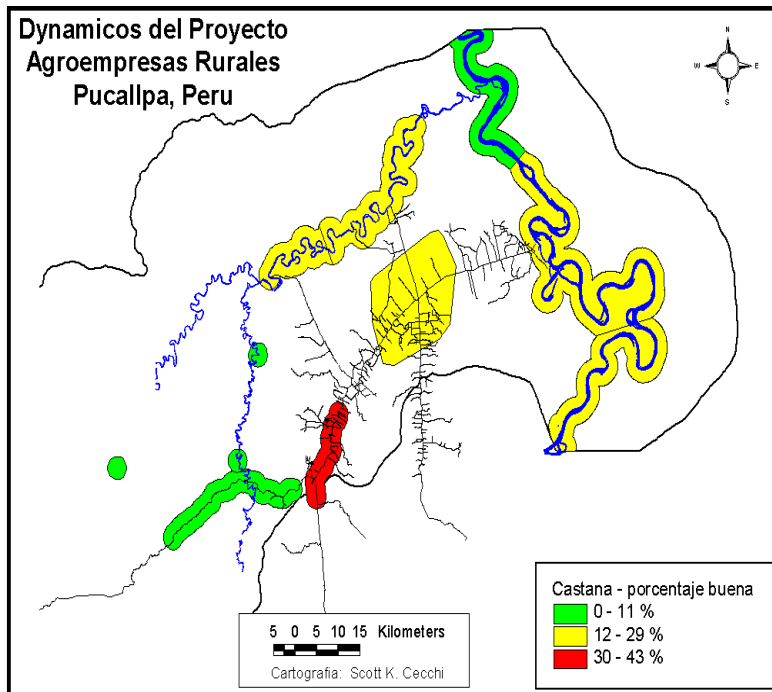 Dynamicos del Proyecto
Agroempresas Rurales
Pucallpa, Peru
N
W E
S
Castana - porcentaje buena
0 - 11 %
12 - 29 %
30 - 43 %
5 0 5 10 15 Kilometers
Cartografia: Scott K. Cecchi